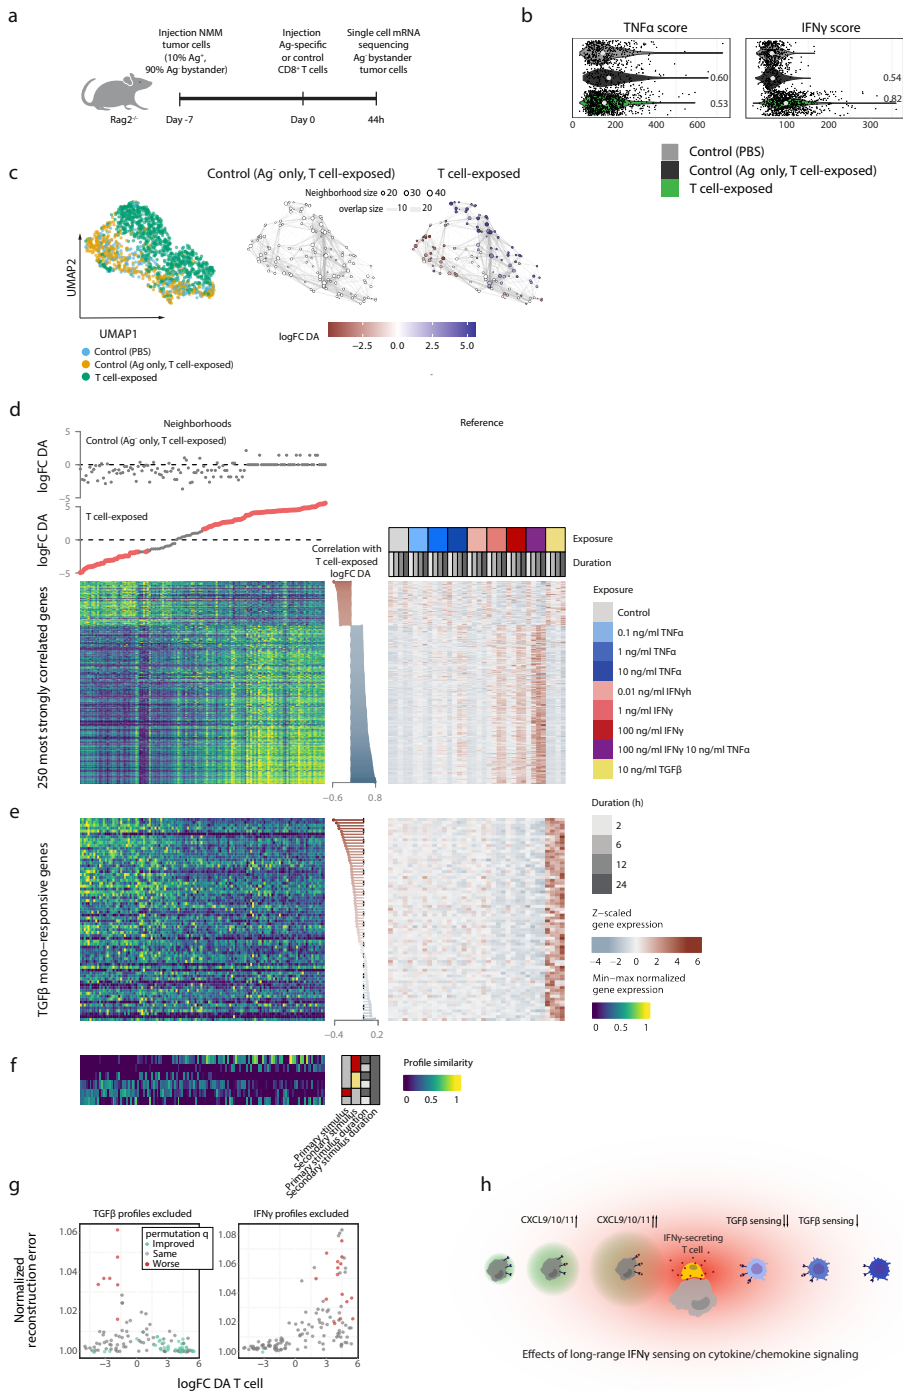 a
Injection NMM
tumor cells
(10% Ag⁺,
90% Ag⁻bystander)
Injection
Ag-specific
or control
CD8⁺ T cells
Single cell mRNA
sequencing
Ag⁻bystander
tumor cells
Rag2⁻/⁻
Day -7
Day 0
44h
b
TNFα score
IFNγ score
0.60
0.53
0.54
0.82
0
200
400
600
100
200
300
Control (PBS)
Control (Ag only, T cell-exposed)
T cell-exposed
c
Control (Ag⁻ only, T cell-exposed)
T cell-exposed
Neighborhood size 20 30 40
overlap size 10 20
UMAP2
UMAP1
logFC DA
−2.5
0.0
2.5
5.0
Control (PBS)
Control (Ag only, T cell-exposed)
T cell-exposed
d
Neighborhoods
Reference
logFC DA
5
0
−5
Control (Ag⁻ only, T cell-exposed)
logFC DA
5
0
−5
T cell-exposed
Correlation with
T cell-exposed
logFC DA
Exposure
Duration
250 most strongly correlated genes
−0.6
0.8
Exposure
Control
0.1 ng/ml TNFα
1 ng/ml TNFα
10 ng/ml TNFα
0.01 ng/ml IFNγh
1 ng/ml IFNγ
100 ng/ml IFNγ
100 ng/ml IFNγ 10 ng/ml TNFα
10 ng/ml TGFβ
Duration (h)
2
6
12
24
Z−scaled
gene expression
−4 −2 0 2 4 6
Min−max normalized
gene expression
0 0.5 1
e
TGFβ mono−responsive genes
−0.4
0.2
f
Profile similarity
0 0.5 1
Primary stimulus
Secondary stimulus
Primary stimulus duration
Secondary stimulus duration
g
TGFβ profiles excluded
IFNγ profiles excluded
Normalized
reconstruction error
1.06
1.04
1.02
1.00
permutation q
Improved
Same
Worse
1.08
1.06
1.04
1.02
1.00
−3
0
3
6
−3
0
3
6
logFC DA T cell
h
CXCL9/10/11↑
CXCL9/10/11↑↑
IFNγ-secreting
T cell
TGFβ sensing↓↓
TGFβ sensing↓
Effects of long-range IFNγ sensing on cytokine/chemokine signaling